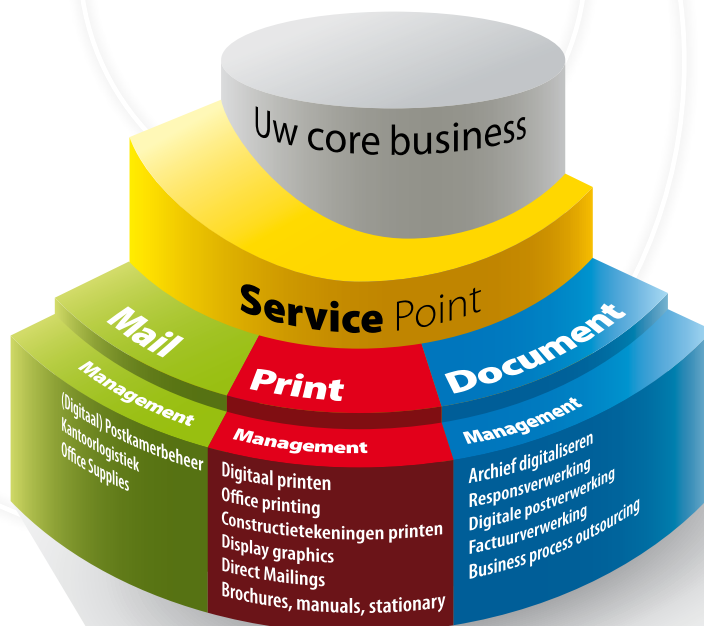 Uw core business
Service Point
Mail
Management
(Digitaal) Postkamerbeheer
Kantoorlogistiek
Office Supplies
Print
Management
Digitaal printen
Office printing
Constructietekeningen printen
Display graphics
Direct Mailings
Brochures, manuals, stationary
Document
Management
Archief digitaliseren
Responsverwerking
Digitale postverwerking
Factuurverwerking
Business process outsourcing